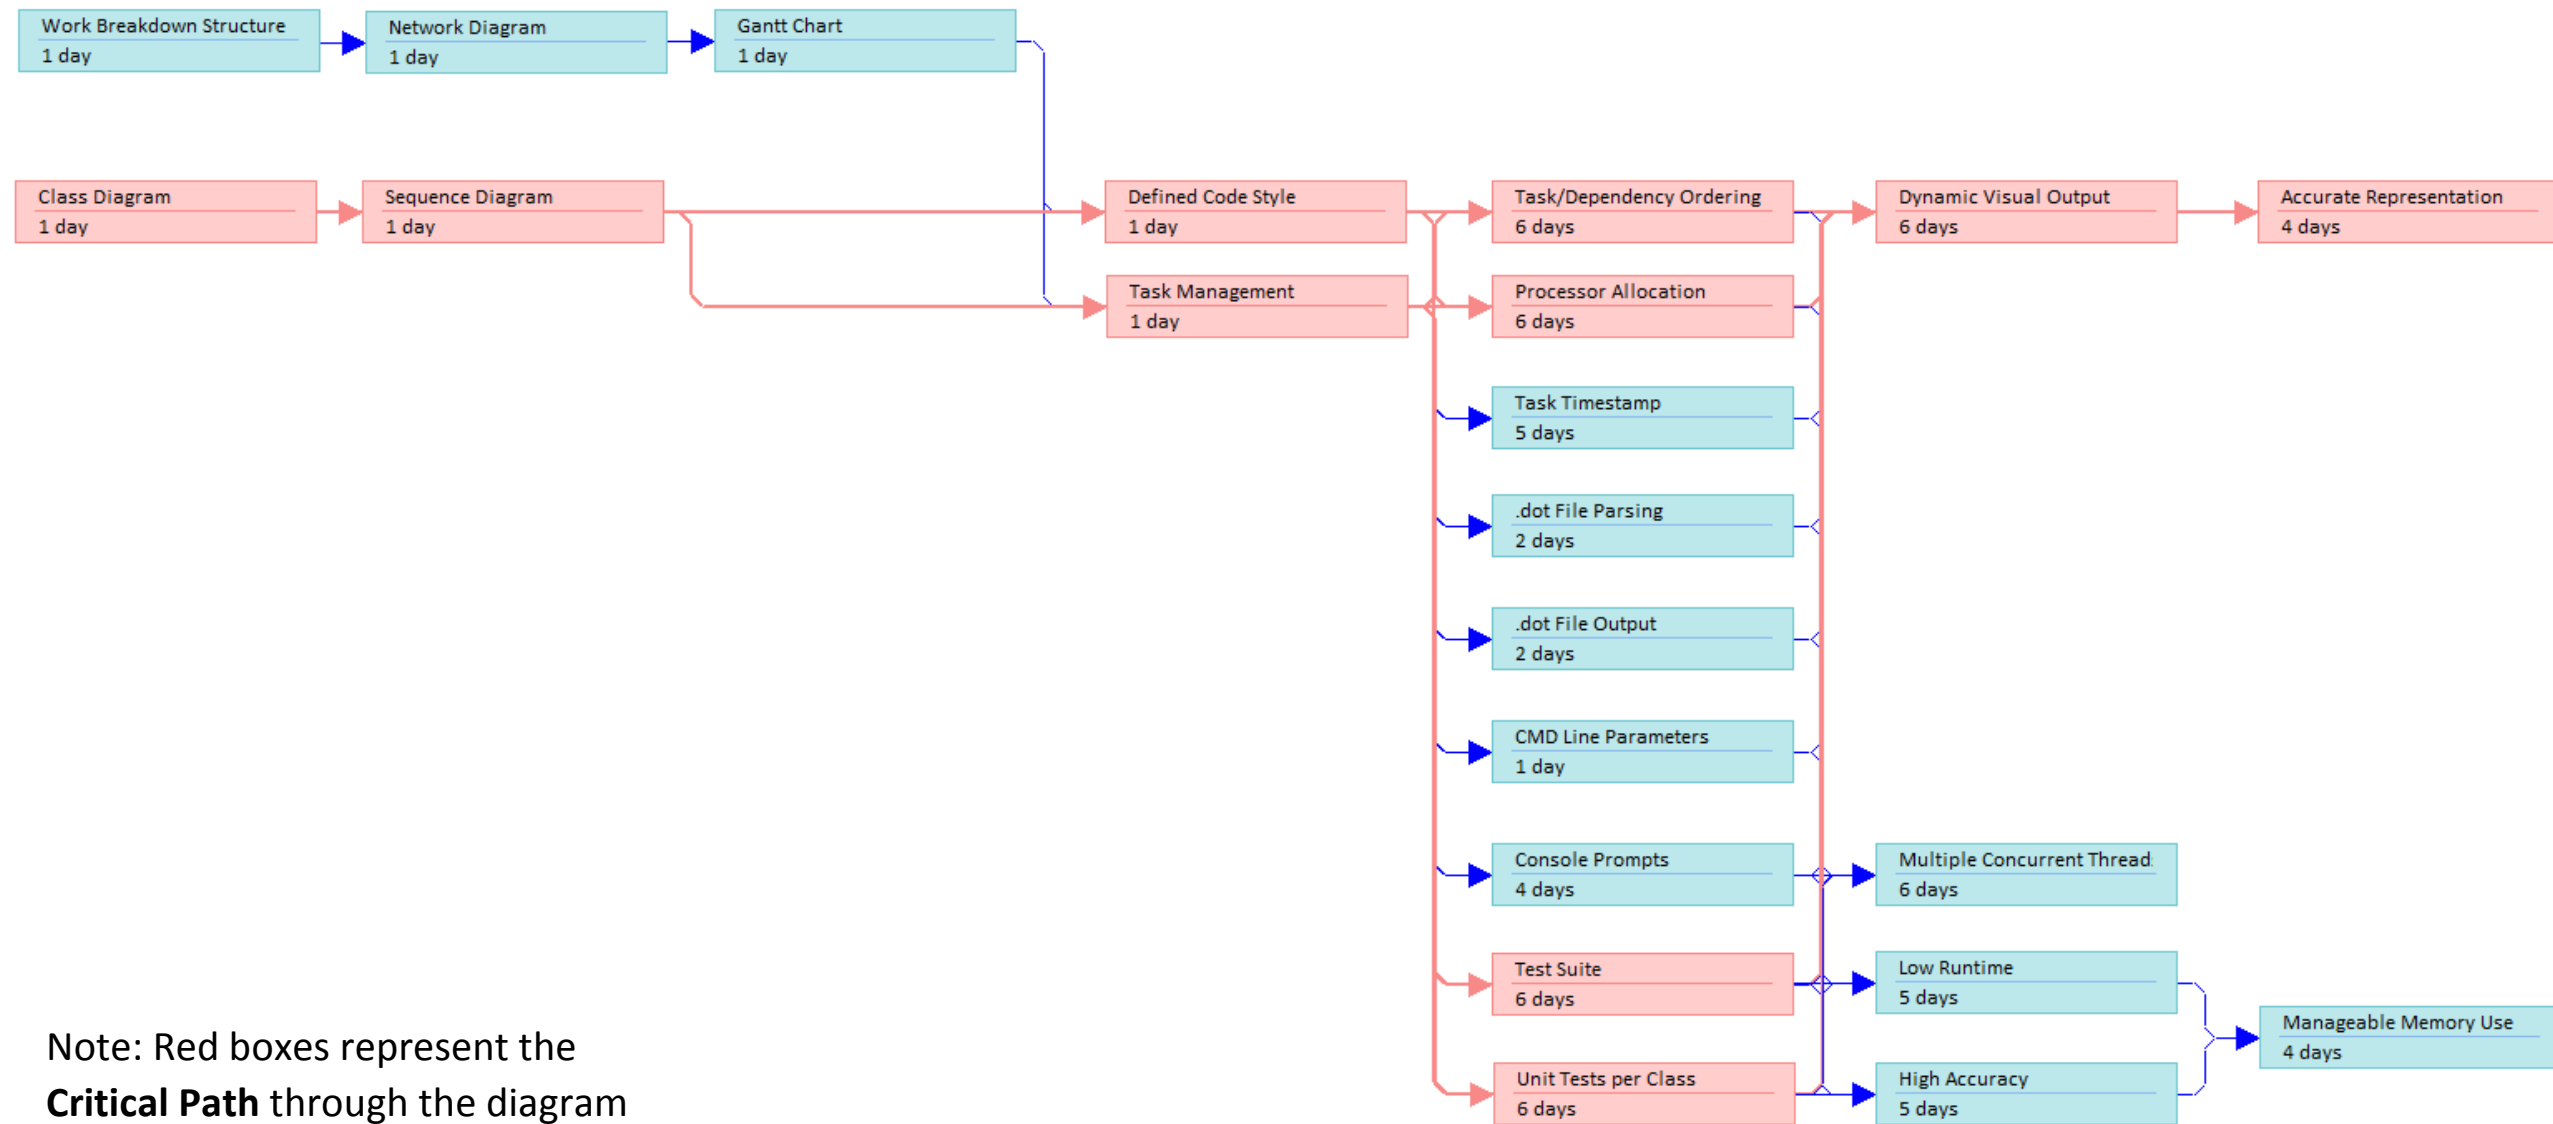 Work Breakdown Structure
1 day
Network Diagram
1 day
Gantt Chart
1 day
Class Diagram
1 day
Sequence Diagram
1 day
Defined Code Style
1 day
Task/Dependency Ordering
6 days
Dynamic Visual Output
6 days
Accurate Representation
4 days
Task Management
1 day
Processor Allocation
6 days
Task Timestamp
5 days
.dot File Parsing
2 days
.dot File Output
2 days
CMD Line Parameters
1 day
Console Prompts
4 days
Multiple Concurrent Thread
6 days
Test Suite
6 days
Low Runtime
5 days
Manageable Memory Use
4 days
Unit Tests per Class
6 days
High Accuracy
5 days
Note: Red boxes represent the
Critical Path through the diagram